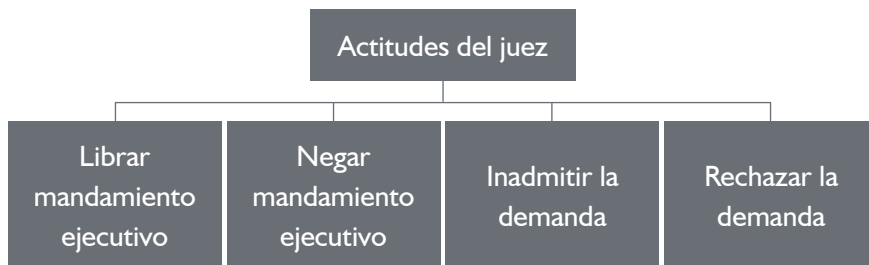 Actitudes del juez
Librar
mandamiento
ejecutivo
Negar
mandamiento
ejecutivo
Inadmitir la
demanda
Rechazar la
demanda